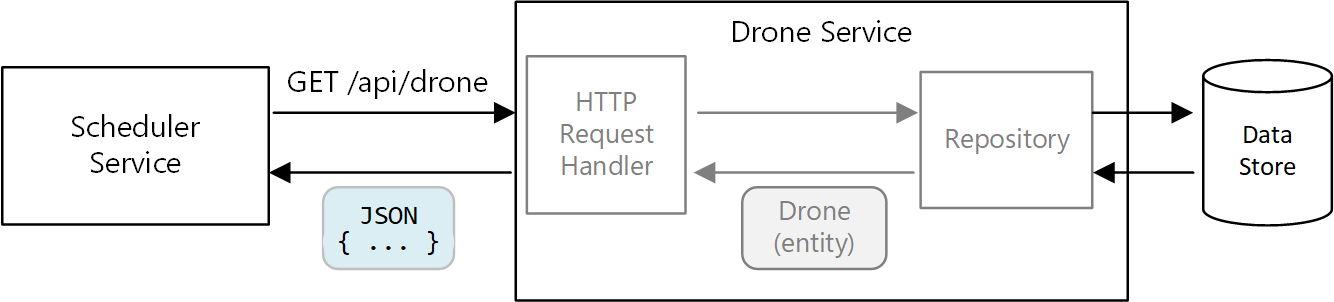 Drone Service
GET /api/drone
Scheduler
Service
HTTP
Request
Handler
Repository
Data
Store
JSON
{ ... }
Drone
(entity)